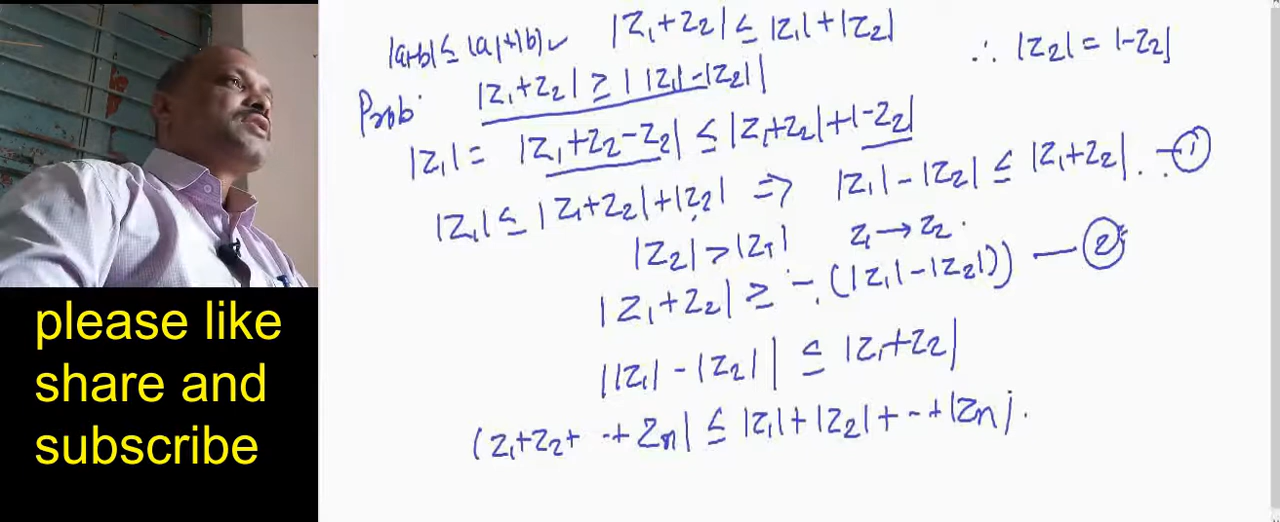 |a+b| ≤ |a|+|b| ✓ |z₁+z₂| ≤ |z₁|+|z₂|
∴ |z₂| = |-z₂|
Prob: |z₁+z₂| ≥ | |z₁|-|z₂| |
|z₁| = |z₁+z₂-z₂| ≤ |z₁+z₂|+|-z₂|
|z₁| ≤ |z₁+z₂|+|z₂| ⇒ |z₁|-|z₂| ≤ |z₁+z₂|. —①
|z₂| > |z₁| z₁→z₂.
|z₁+z₂| ≥ -(|z₁|-|z₂|)) —②
||z₁|-|z₂|| ≤ |z₁+z₂|
|z₁+z₂+ --+ zₙ| ≤ |z₁|+|z₂|+--+|zₙ|.
please like
share and
subscribe